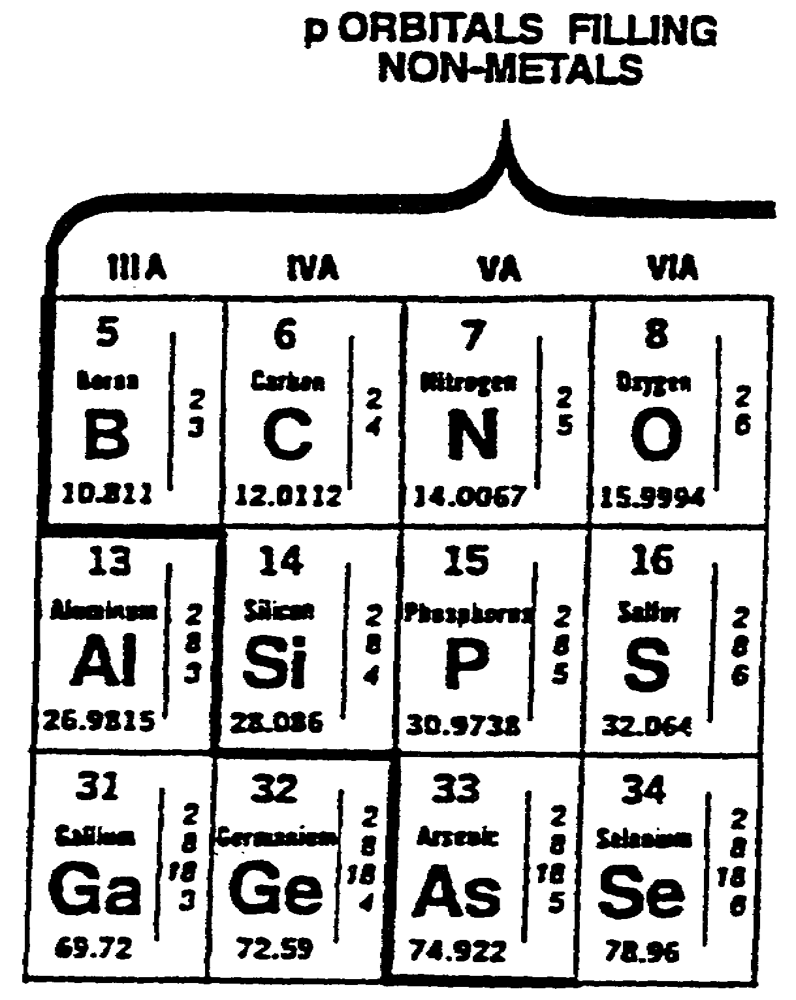 p ORBITALS FILLING
NON-METALS
IIIA IVA VA VIA
5 6 7 8
Boron Carbon Nitrogen Oxygen
2 2 2 2
B C N O
3 4 5 6
10.811 12.0112 14.0067 15.9994
13 14 15 16
Aluminum Silicon Phosphorus Sulfur
2 2 2 2
8 8 8 8
Al Si P S
3 4 5 6
26.9815 28.086 30.9738 32.064
31 32 33 34
Gallium Germanium Arsenic Selenium
2 2 2 2
8 8 8 8
18 18 18 18
Ga Ge As Se
3 4 5 6
69.72 72.59 74.922 78.96